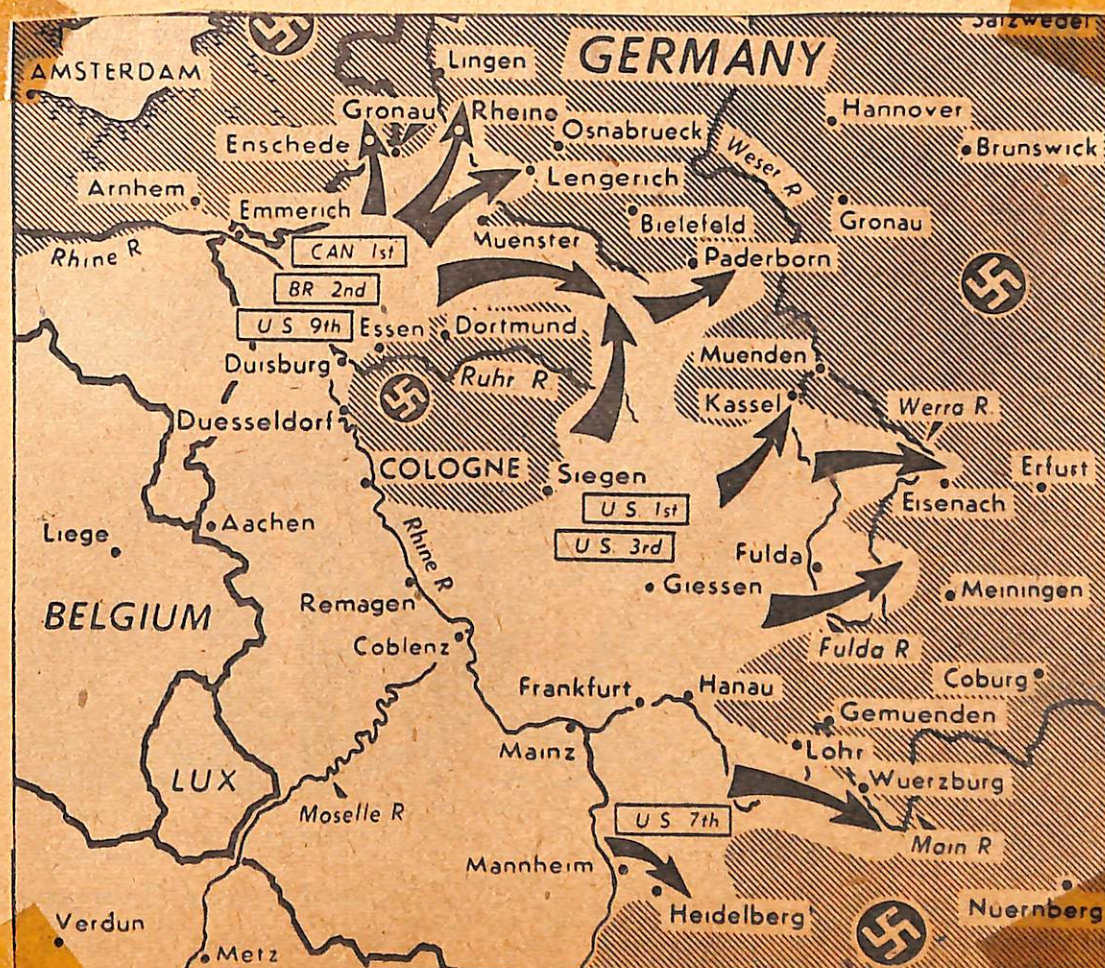 Salzwedel
GERMANY
Lingen
AMSTERDAM
Gronau
Rheine
Hannover
Osnabrueck
Enschede
Brunswick
Weser R
Lengerich
Arnhem
Emmerich
Bielefeld
Gronau
Muenster
CAN 1st
Rhine R
Paderborn
BR 2nd
U S 9th
Essen
Dortmund
Muenden
Duisburg
Ruhr R.
Kassel
Werra R.
Duesseldorf
COLOGNE
Siegen
Erfurt
Eisenach
U S. 1st
Aachen
Liege
Rhine R
U S. 3rd
Fulda
Giessen
Meiningen
Remagen
BELGIUM
Coblenz
Fulda R
Coburg
Frankfurt
Hanau
Gemuenden
Mainz
Lohr
LUX
Wuerzburg
Moselle R
U S 7th
Main R
Mannheim
Heidelberg
Nuernberg
Verdun
Metz